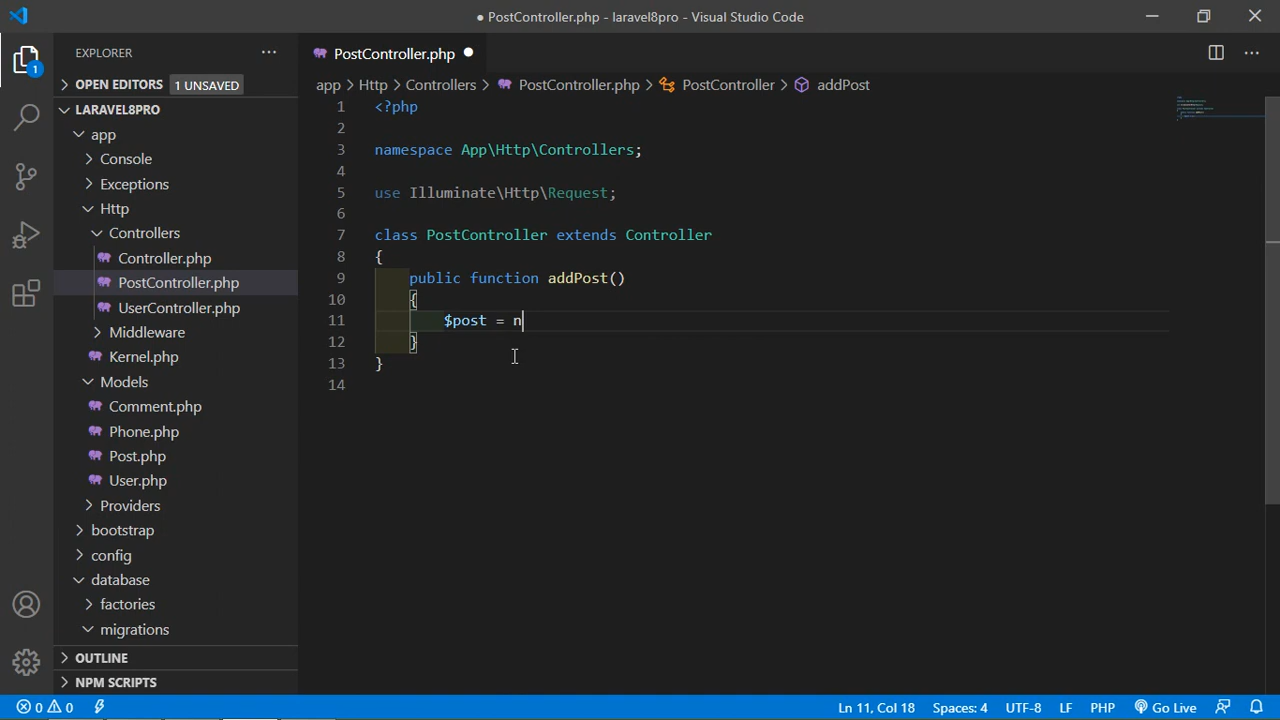 ● PostController.php - laravel8pro - Visual Studio Code
EXPLORER
PostController.php
1
OPEN EDITORS 1 UNSAVED
LARAVEL8PRO
app
Console
Exceptions
Http
Controllers
Controller.php
PostController.php
UserController.php
Middleware
Kernel.php
Models
Comment.php
Phone.php
Post.php
User.php
Providers
bootstrap
config
database
factories
migrations
OUTLINE
NPM SCRIPTS
app > Http > Controllers > PostController.php > PostController > addPost
1 <?php
2
3 namespace App\Http\Controllers;
4
5 use Illuminate\Http\Request;
6
7 class PostController extends Controller
8 {
9 public function addPost()
10 {
11 $post = n
12 }
13 }
14
0 0 Ln 11, Col 18 Spaces: 4 UTF-8 LF PHP Go Live